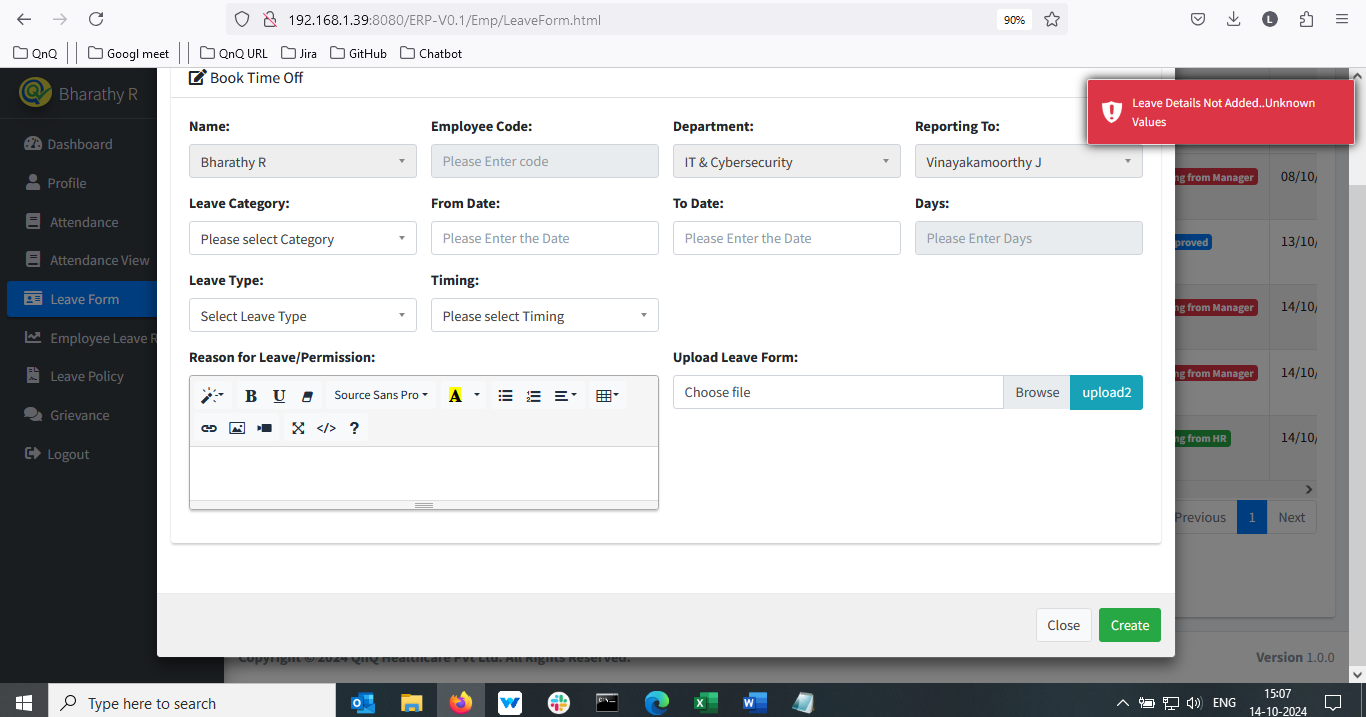 192.168.1.39:8080/ERP-V0.1/Emp/LeaveForm.html
90%
L
QnQ
Googl meet
QnQ URL
Jira
GitHub
Chatbot
Bharathy R
Dashboard
Profile
Attendance
Attendance View
Leave Form
Employee Leave R
Leave Policy
Grievance
Logout
Book Time Off
Leave Details Not Added..Unknown
Values
Name:
Employee Code:
Department:
Reporting To:
Bharathy R
Please Enter code
IT & Cybersecurity
Vinayakamoorthy J
Leave Category:
From Date:
To Date:
Days:
Please select Category
Please Enter the Date
Please Enter the Date
Please Enter Days
Leave Type:
Timing:
Select Leave Type
Please select Timing
Reason for Leave/Permission:
Upload Leave Form:
B
U
Source Sans Pro
A
</>
?
Choose file
Browse
upload2
ng from Manager
08/10/
proved
13/10/
ng from Manager
14/10/
ng from Manager
14/10/
ng from HR
14/10/
Previous
1
Next
Close
Create
Copyright © 2024 QnQ Healthcare Pvt Ltd. All Rights Reserved.
Version 1.0.0
Type here to search
ENG
15:07
14-10-2024